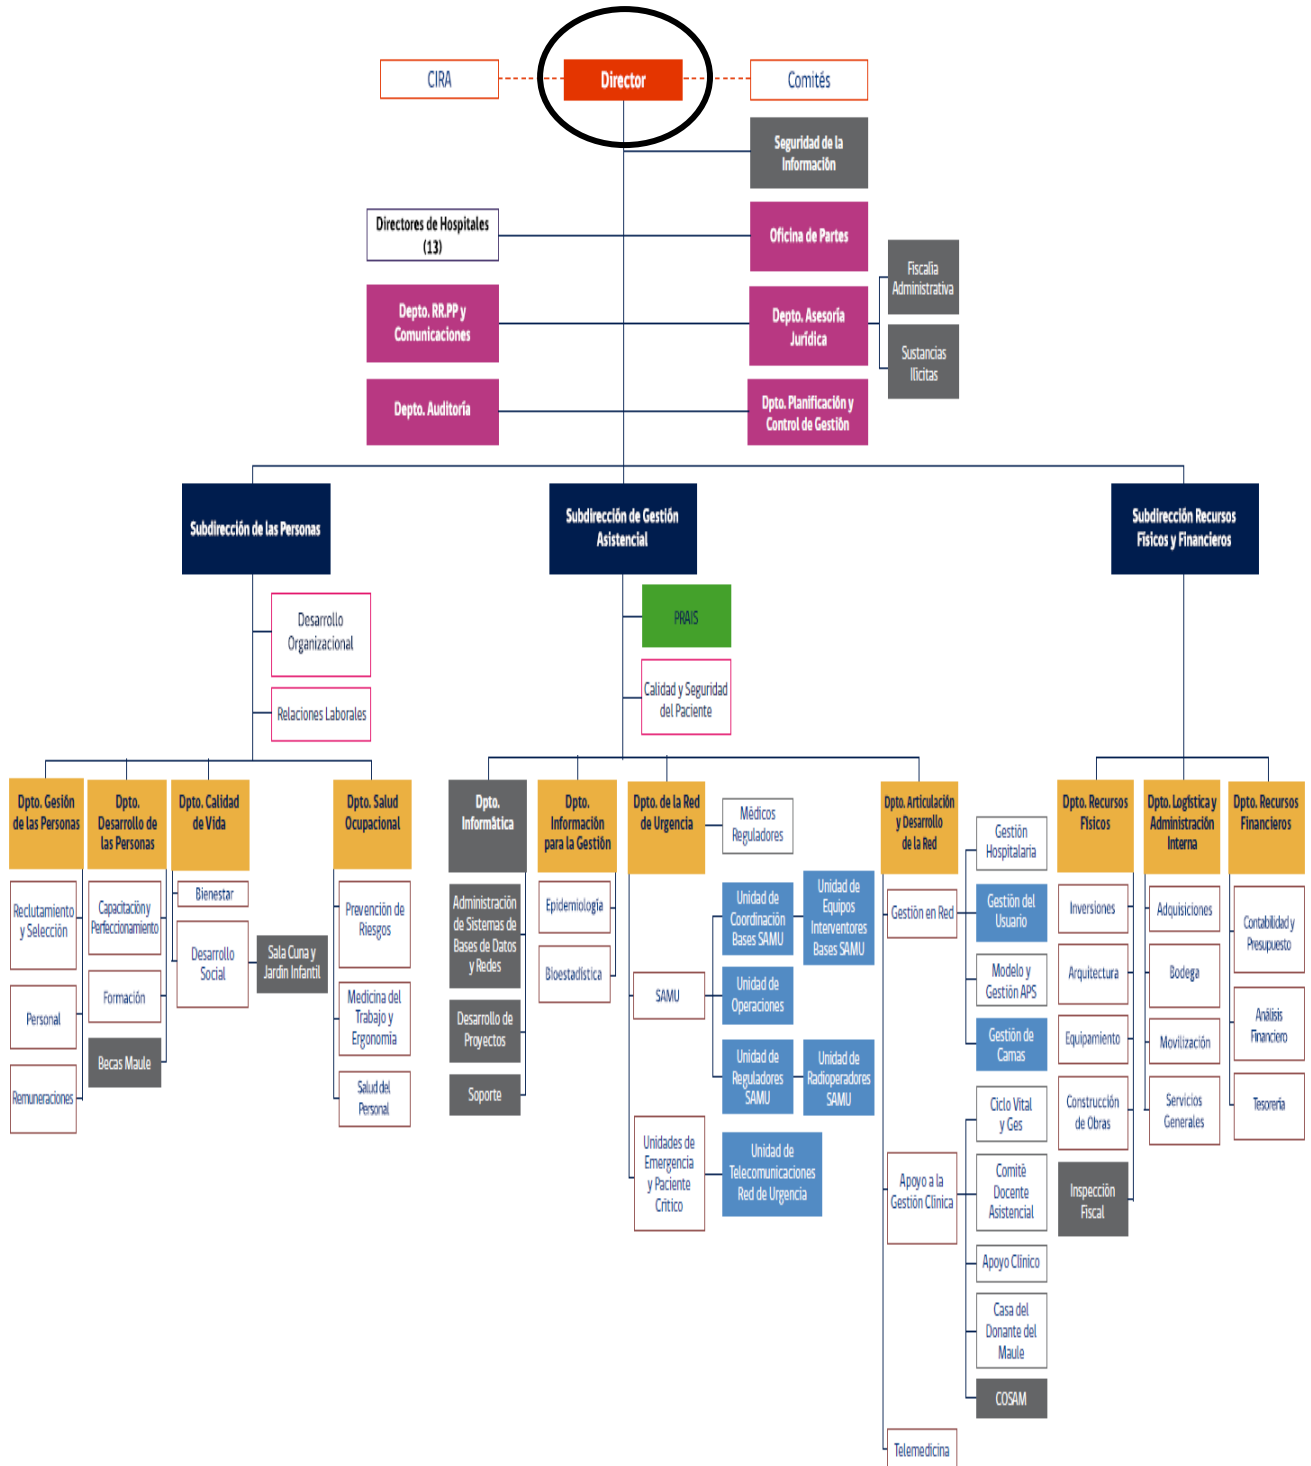 CIRA
Director
Comités
Seguridad de la
Información
Directores de Hospitales
(13)
Oficina de Partes
Fiscalia
Administrativa
Depto. RR.PP y
Comunicaciones
Depto. Asesoría
Jurídica
Sustancias
Ilícitas
Depto. Auditoría
Dpto. Planificación y
Control de Gestión
Subdirección de las Personas
Subdirección de Gestión
Asistencial
Subdirección Recursos
Físicos y Financieros
Desarrollo
Organizacional
Relaciones Laborales
PRAIS
Calidad y Seguridad
del Paciente
Dpto. Gesión
de las Personas
Reclutamiento
y Selección
Personal
Remuneraciones
Dpto.
Desarrollo de
las Personas
Capacitación y
Perfeccionamiento
Formación
Becas Maule
Dpto. Calidad
de Vida
Bienestar
Desarrollo
Social
Sala Cuna y
Jardín Infantil
Dpto. Salud
Ocupacional
Prevención de
Riesgos
Medicina del
Trabajo y
Ergonomía
Salud del
Personal
Dpto.
Informática
Administración
de Sistemas de
Bases de Datos
y Redes
Desarrollo de
Proyectos
Soporte
Dpto.
Información
para la Gestión
Epidemiología
Bioestadística
Dpto. de la Red
de Urgencia
Médicos
Reguladores
SAMU
Unidad de
Coordinación
Bases SAMU
Unidad de
Equipos
Interventores
Bases SAMU
Unidad de
Operaciones
Unidad de
Reguladores
SAMU
Unidad de
Radioperadores
SAMU
Unidades de
Emergencia
y Paciente
Crítico
Unidad de
Telecomunicaciones
Red de Urgencia
Dpto. Articulación
y Desarrollo
de la Red
Gestión en Red
Gestión
Hospitalaria
Gestión del
Usuario
Modelo y
Gestión APS
Gestión de
Camas
Apoyo a la
Gestión Clínica
Ciclo Vital
y Ges
Comité
Docente
Asistencial
Apoyo Clínico
Casa del
Donante del
Maule
COSAM
Telemedicina
Dpto. Recursos
Físicos
Inversiones
Arquitectura
Equipamiento
Construcción
de Obras
Inspección
Fiscal
Dpto. Logística y
Administración
Interna
Adquisiciones
Bodega
Movilización
Servicios
Generales
Dpto. Recursos
Financieros
Contabilidad y
Presupuesto
Análisis
Financiero
Tesorería